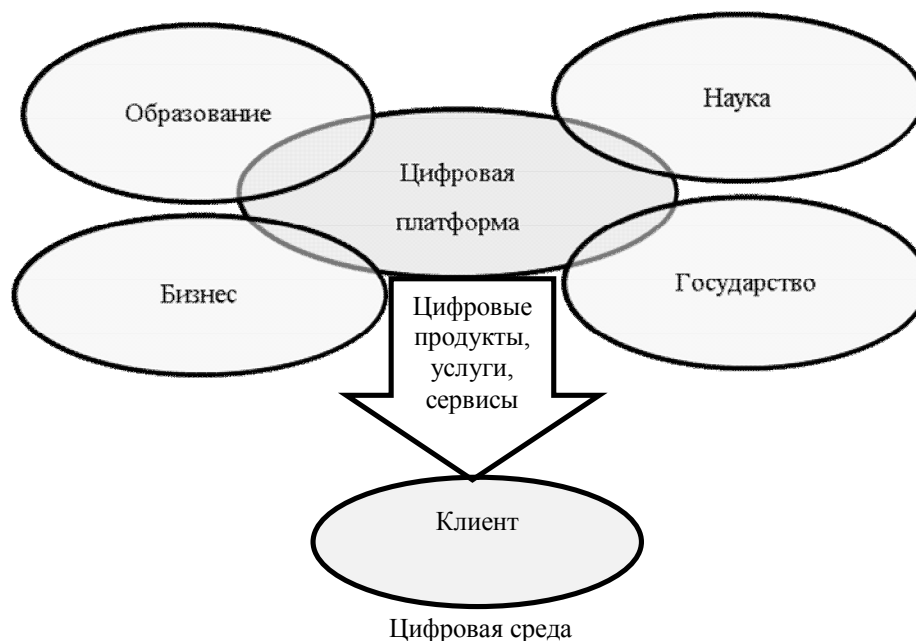 Образование
Наука
Цифровая
платформа
Бизнес
Государство
Цифровые
продукты,
услуги,
сервисы
Клиент
Цифровая среда